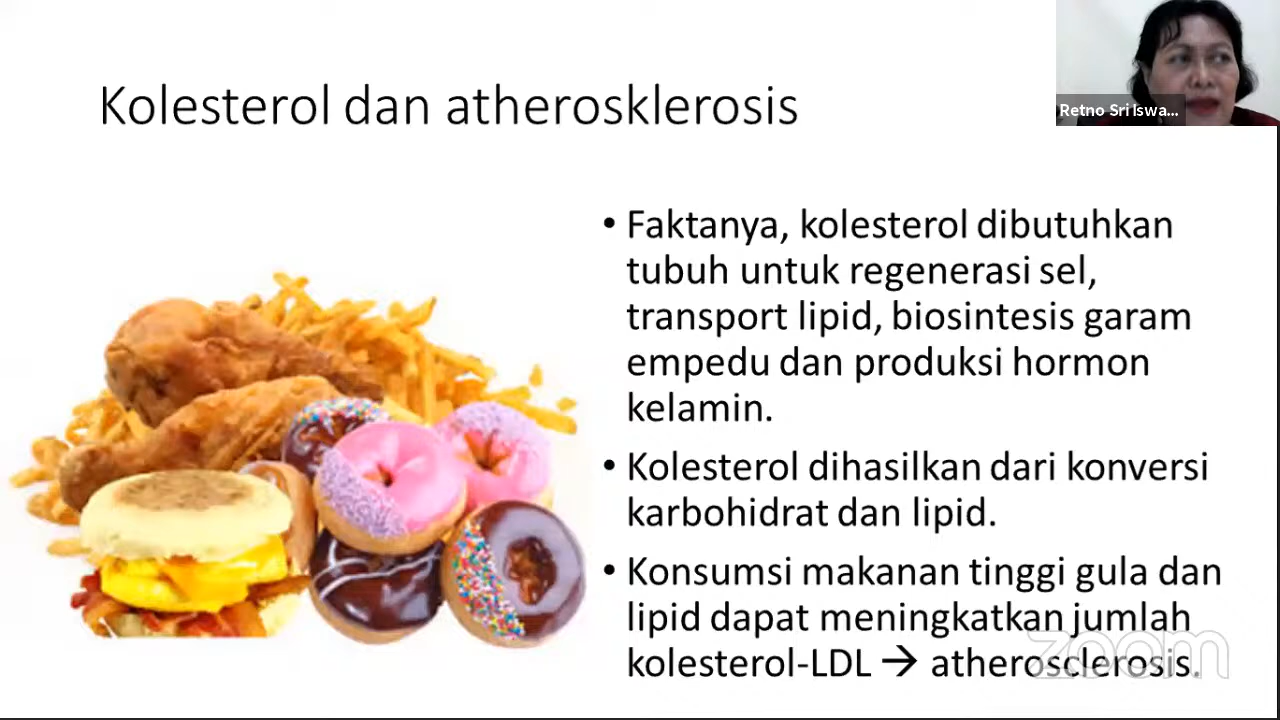 Kolesterol dan atherosklerosis
Retno Sri Iswa...
• Faktanya, kolesterol dibutuhkan
tubuh untuk regenerasi sel,
transport lipid, biosintesis garam
empedu dan produksi hormon
kelamin.
• Kolesterol dihasilkan dari konversi
karbohidrat dan lipid.
• Konsumsi makanan tinggi gula dan
lipid dapat meningkatkan jumlah
kolesterol-LDL → atherosclerosis.
zoom